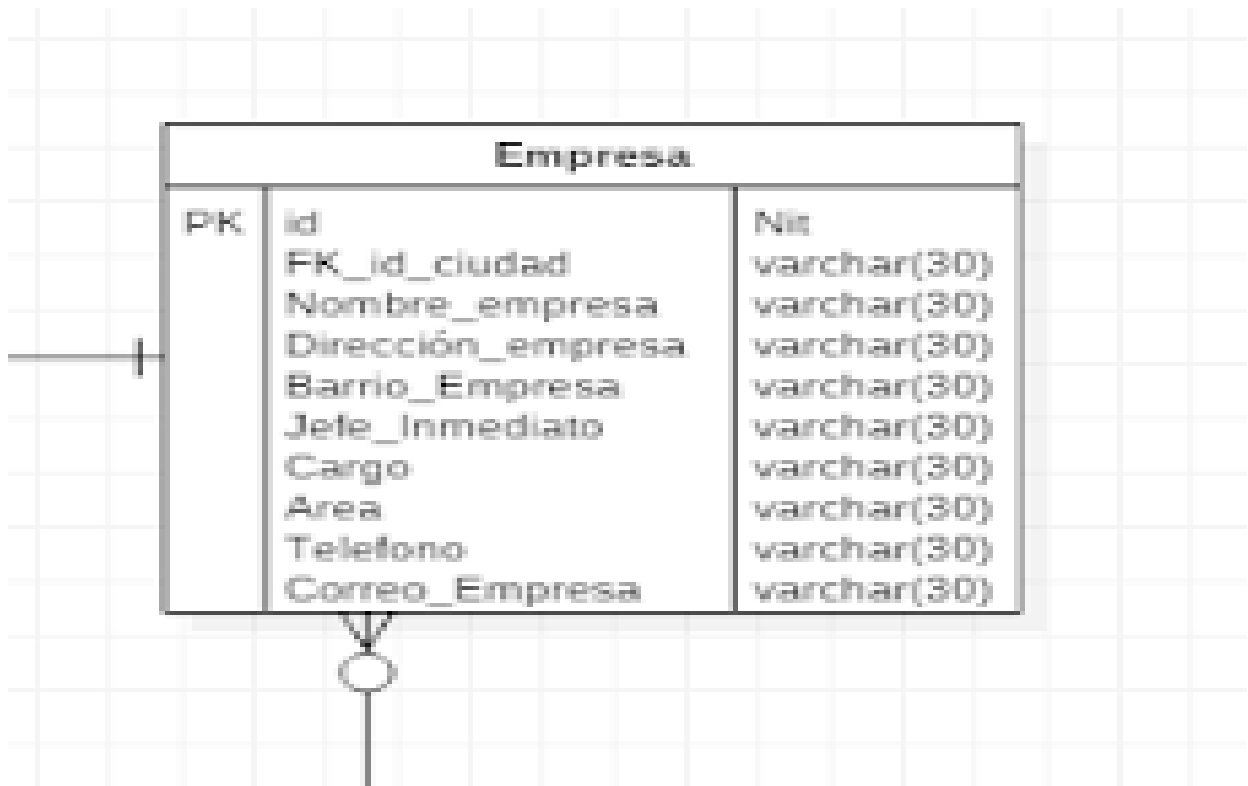 Empresa
PK id Nit
FK_id_ciudad varchar(30)
Nombre_empresa varchar(30)
Dirección_empresa varchar(30)
Barrio_Empresa varchar(30)
Jefe_Inmediato varchar(30)
Cargo varchar(30)
Area varchar(30)
Telefono varchar(30)
Correo_Empresa varchar(30)